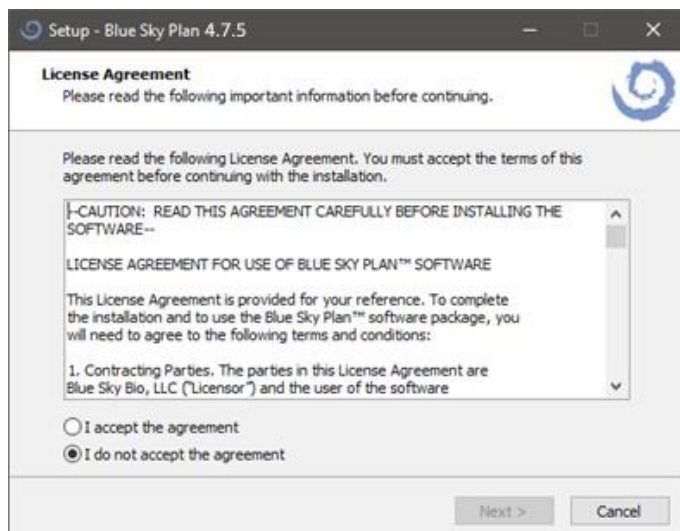 Setup - Blue Sky Plan 4.7.5
License Agreement
Please read the following important information before continuing.
Please read the following License Agreement. You must accept the terms of this
agreement before continuing with the installation.
--CAUTION: READ THIS AGREEMENT CAREFULLY BEFORE INSTALLING THE
SOFTWARE--
LICENSE AGREEMENT FOR USE OF BLUE SKY PLAN™ SOFTWARE
This License Agreement is provided for your reference. To complete
the installation and to use the Blue Sky Plan™ software package, you
will need to agree to the following terms and conditions:
1. Contracting Parties. The parties in this License Agreement are
Blue Sky Bio, LLC ("Licensor") and the user of the software
I accept the agreement
I do not accept the agreement
Next >
Cancel